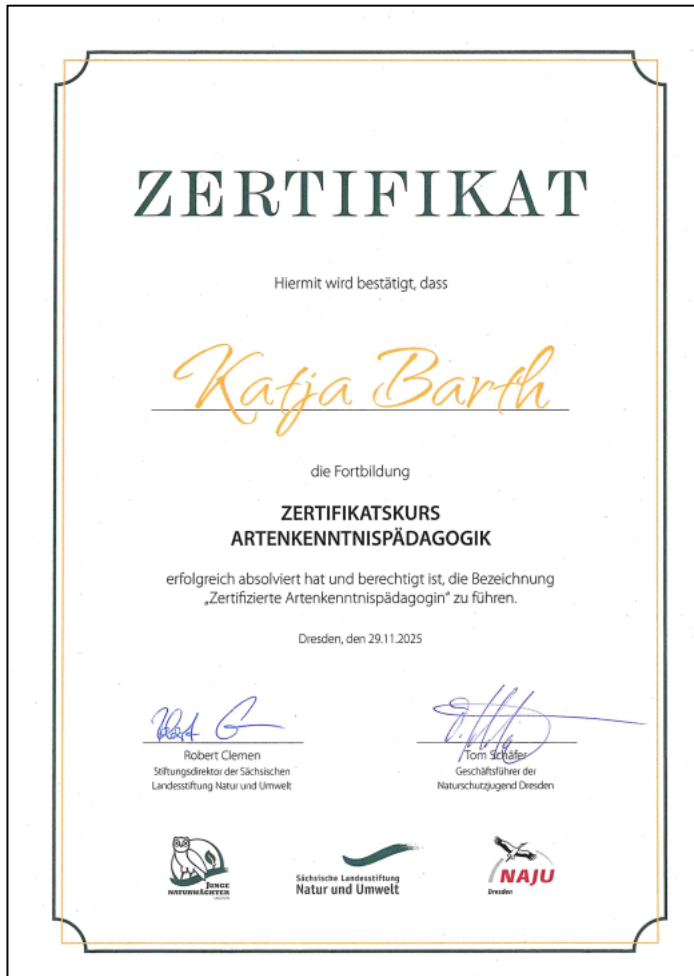 ZERTIFIKAT
Hiermit wird bestätigt, dass
Katja Barth
die Fortbildung
ZERTIFIKATSKURS
ARTENKENNTNISPÄDAGOGIK
erfolgreich absolviert hat und berechtigt ist, die Bezeichnung
„Zertifizierte Artenkenntnispädagogin“ zu führen.
Dresden, den 29.11.2025
Robert Clemen
Stiftungsdirektor der Sächsischen
Landesstiftung Natur und Umwelt
Tom Schäfer
Geschäftsführer der
Naturschutzjugend Dresden
JUNGE
NATURWÄCHTER
Sächsische Landesstiftung
Natur und Umwelt
NAJU
Dresden